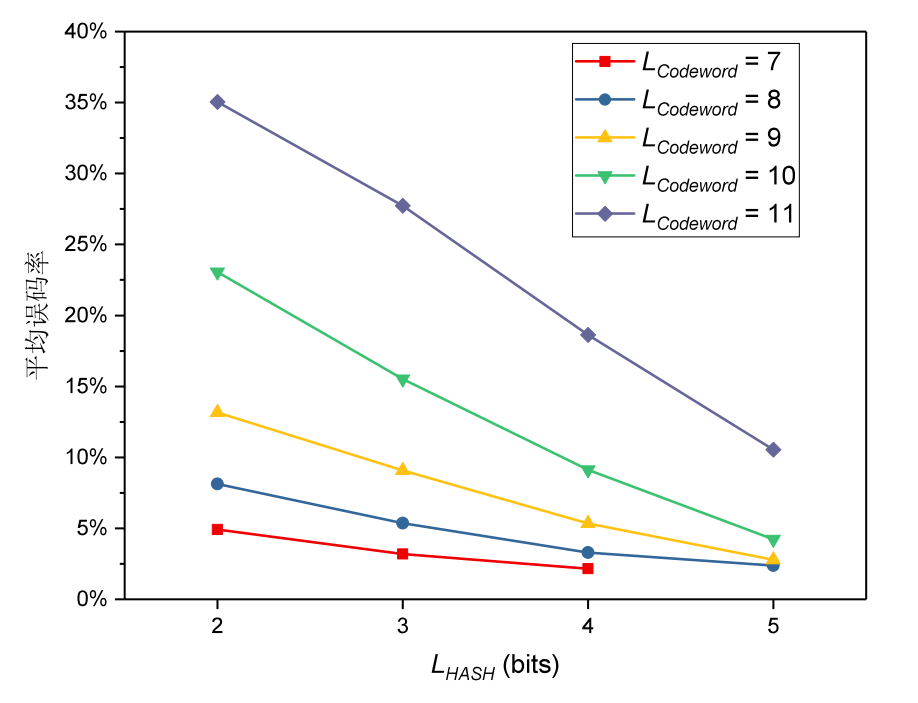 40%
35%
30%
25%
20%
15%
10%
5%
0%
平均误码率
2 3 4 5
L_HASH (bits)
L_Codeword = 7
L_Codeword = 8
L_Codeword = 9
L_Codeword = 10
L_Codeword = 11